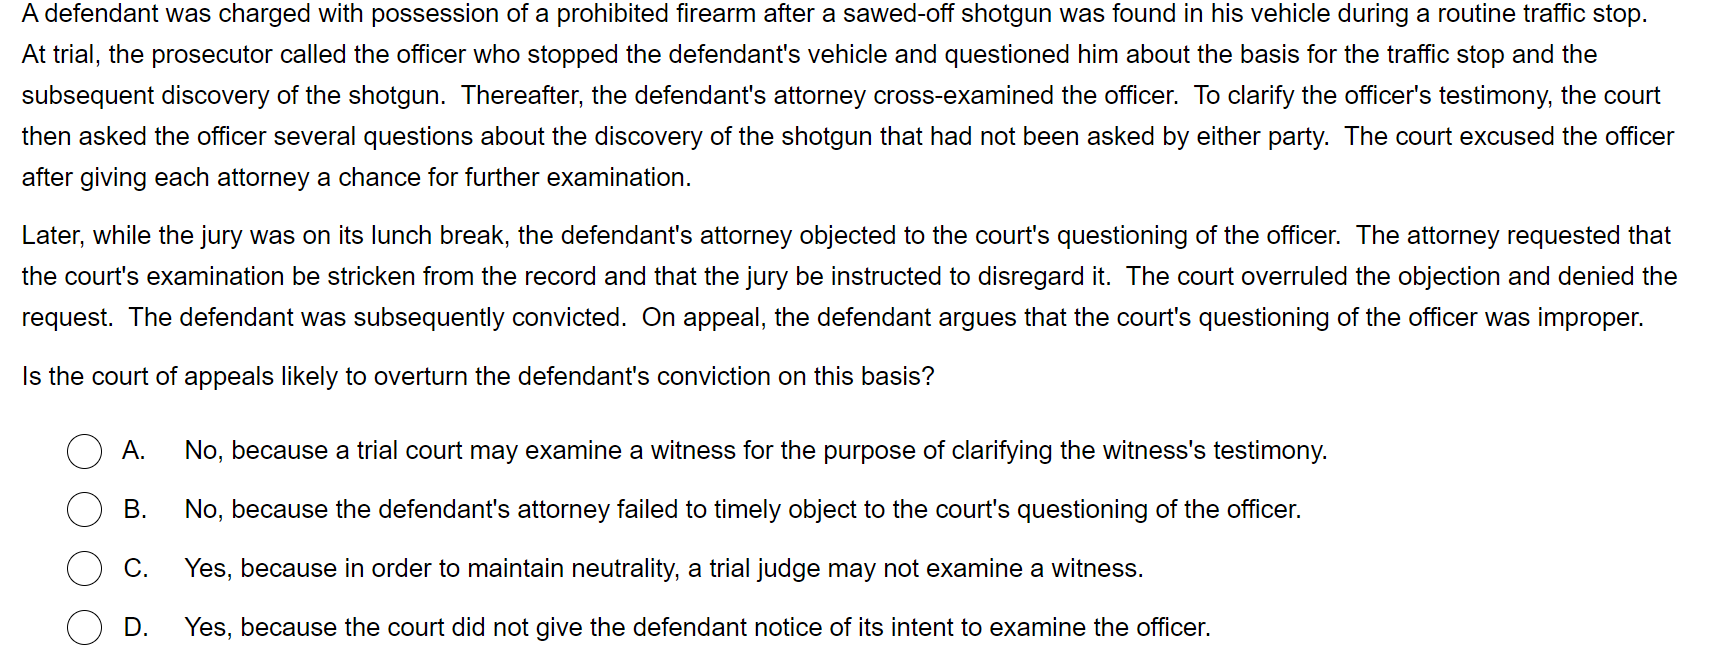 A defendant was charged with possession of a prohibited firearm after a sawed-off shotgun was found in his vehicle during a routine traffic stop.
At trial, the prosecutor called the officer who stopped the defendant's vehicle and questioned him about the basis for the traffic stop and the
subsequent discovery of the shotgun.  Thereafter, the defendant's attorney cross-examined the officer.  To clarify the officer's testimony, the court
then asked the officer several questions about the discovery of the shotgun that had not been asked by either party.  The court excused the officer
after giving each attorney a chance for further examination.
Later, while the jury was on its lunch break, the defendant's attorney objected to the court's questioning of the officer.  The attorney requested that
the court's examination be stricken from the record and that the jury be instructed to disregard it.  The court overruled the objection and denied the
request.  The defendant was subsequently convicted.  On appeal, the defendant argues that the court's questioning of the officer was improper.
Is the court of appeals likely to overturn the defendant's conviction on this basis?
A. No, because a trial court may examine a witness for the purpose of clarifying the witness's testimony.
B. No, because the defendant's attorney failed to timely object to the court's questioning of the officer.
C. Yes, because in order to maintain neutrality, a trial judge may not examine a witness.
D. Yes, because the court did not give the defendant notice of its intent to examine the officer.